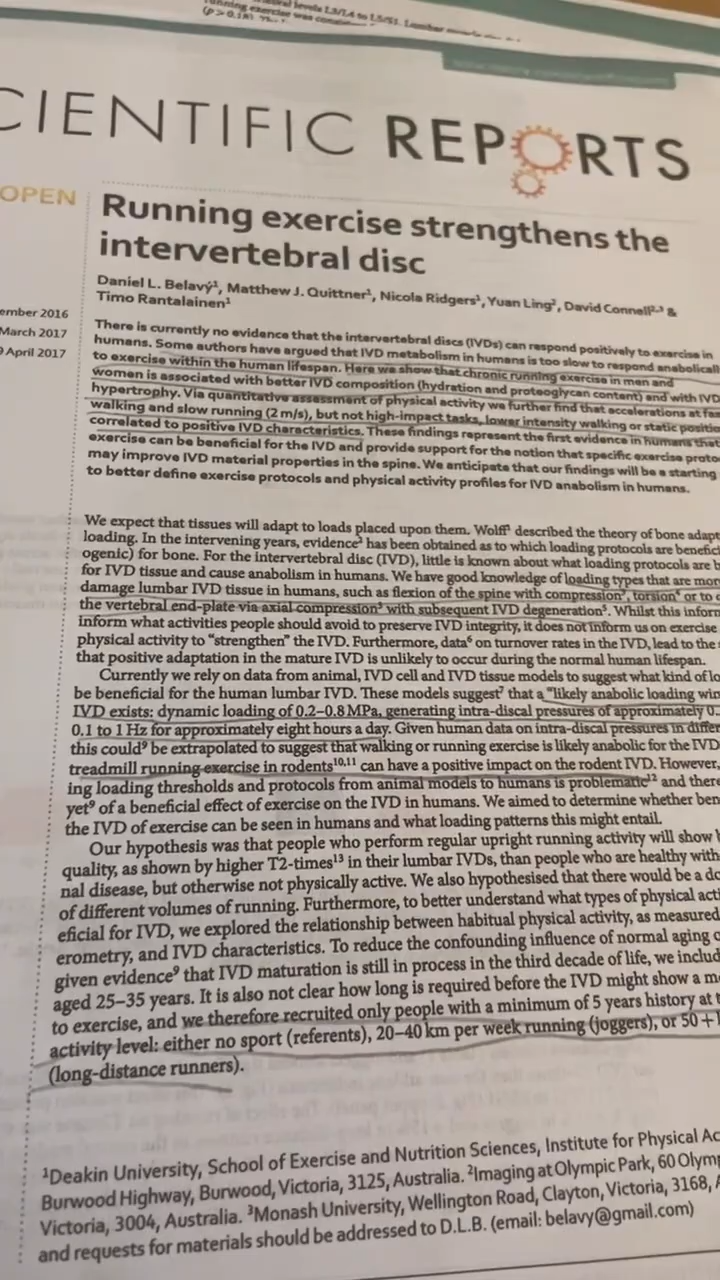 unning exercise was cons
(p > 0.18)
CIENTIFIC REPORTS
OPEN
Running exercise strengthens the
intervertebral disc
Daniel L. Belavý¹, Matthew J. Quittner¹, Nicola Ridgers¹, Yuan Ling², David Connell²,³ &
Timo Rantalainen¹
ember 2016
March 2017
April 2017
There is currently no evidence that the intervertebral discs (IVDs) can respond positively to exercise in
humans. Some authors have argued that IVD metabolism in humans is too slow to respond anabolicall
to exercise within the human lifespan. Here we show that chronic running exercise in men and
women is associated with better IVD composition (hydration and proteoglycan content) and with IVD
hypertrophy. Via quantitative assessment of physical activity we further find that accelerations at fas
walking and slow running (2 m/s), but not high-impact tasks, lower intensity walking or static positio
correlated to positive IVD characteristics. These findings represent the first evidence in humans that
exercise can be beneficial for the IVD and provide support for the notion that specific exercise proto
may improve IVD material properties in the spine. We anticipate that our findings will be a starting
to better define exercise protocols and physical activity profiles for IVD anabolism in humans.
We expect that tissues will adapt to loads placed upon them. Wolff¹ described the theory of bone adapt
loading. In the intervening years, evidence² has been obtained as to which loading protocols are benefic
ogenic) for bone. For the intervertebral disc (IVD), little is known about what loading protocols are b
for IVD tissue and cause anabolism in humans. We have good knowledge of loading types that are mor
damage lumbar IVD tissue in humans, such as flexion of the spine with compression³, torsion⁴ or to c
the vertebral end-plate via axial compression⁵ with subsequent IVD degeneration⁵. Whilst this inform
inform what activities people should avoid to preserve IVD integrity, it does not inform us on exercise
physical activity to "strengthen" the IVD. Furthermore, data⁶ on turnover rates in the IVD, lead to the
that positive adaptation in the mature IVD is unlikely to occur during the normal human lifespan.
Currently we rely on data from animal, IVD cell and IVD tissue models to suggest what kind of lo
be beneficial for the human lumbar IVD. These models suggest⁷ that a "likely anabolic loading win
IVD exists: dynamic loading of 0.2–0.8 MPa, generating intra-discal pressures of approximately 0.
0.1 to 1 Hz for approximately eight hours a day. Given human data on intra-discal pressures in differ
this could⁹ be extrapolated to suggest that walking or running exercise is likely anabolic for the IVD
treadmill running exercise in rodents¹⁰,¹¹ can have a positive impact on the rodent IVD. However,
ing loading thresholds and protocols from animal models to humans is problematic¹² and there
yet⁹ of a beneficial effect of exercise on the IVD in humans. We aimed to determine whether ben
the IVD of exercise can be seen in humans and what loading patterns this might entail.
Our hypothesis was that people who perform regular upright running activity will show
quality, as shown by higher T2-times¹³ in their lumbar IVDs, than people who are healthy with
nal disease, but otherwise not physically active. We also hypothesised that there would be a do
of different volumes of running. Furthermore, to better understand what types of physical acti
eficial for IVD, we explored the relationship between habitual physical activity, as measured
erometry, and IVD characteristics. To reduce the confounding influence of normal aging
given evidence⁹ that IVD maturation is still in process in the third decade of life, we includ
aged 25–35 years. It is also not clear how long is required before the IVD might show a m
to exercise, and we therefore recruited only people with a minimum of 5 years history at t
activity level: either no sport (referents), 20–40 km per week running (joggers), or 50 +
(long-distance runners).
¹Deakin University, School of Exercise and Nutrition Sciences, Institute for Physical Ac
Burwood Highway, Burwood, Victoria, 3125, Australia. ²Imaging at Olympic Park, 60 Olymp
Victoria, 3004, Australia. ³Monash University, Wellington Road, Clayton, Victoria, 3168, A
and requests for materials should be addressed to D.L.B. (email: belavy@gmail.com)